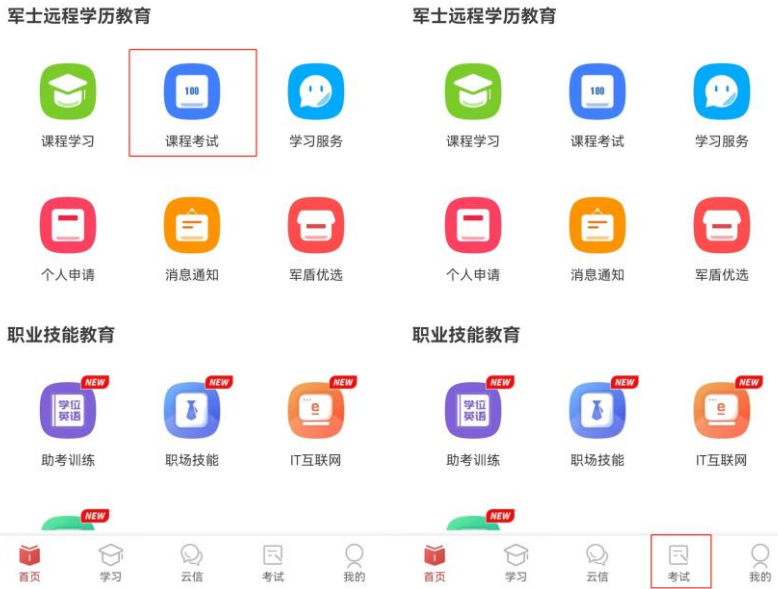 军士远程学历教育
100
课程学习
课程考试
学习服务
个人申请
消息通知
军盾优选
职业技能教育
NEW
NEW
NEW
学位
英语
e
助考训练
职场技能
IT互联网
NEW
首页
学习
云信
考试
我的
军士远程学历教育
100
课程学习
课程考试
学习服务
个人申请
消息通知
军盾优选
职业技能教育
NEW
NEW
NEW
学位
英语
e
助考训练
职场技能
IT互联网
NEW
首页
学习
云信
考试
我的